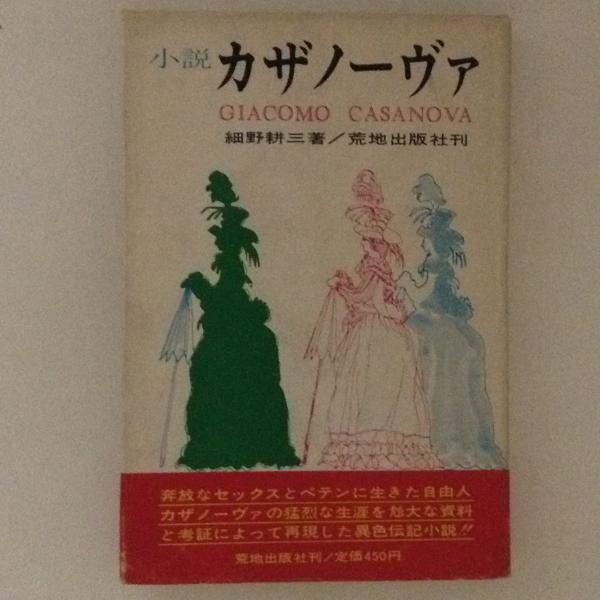 小説 カザノーヴァ
GIACOMO CASANOVA
細野耕三著／荒地出版社刊
奔放なセックスとペテンに生きた自由人
カザノーヴァの猛烈な生涯を尨大な資料
と考証によって再現した異色伝記小説!!
荒地出版社刊／定価450円